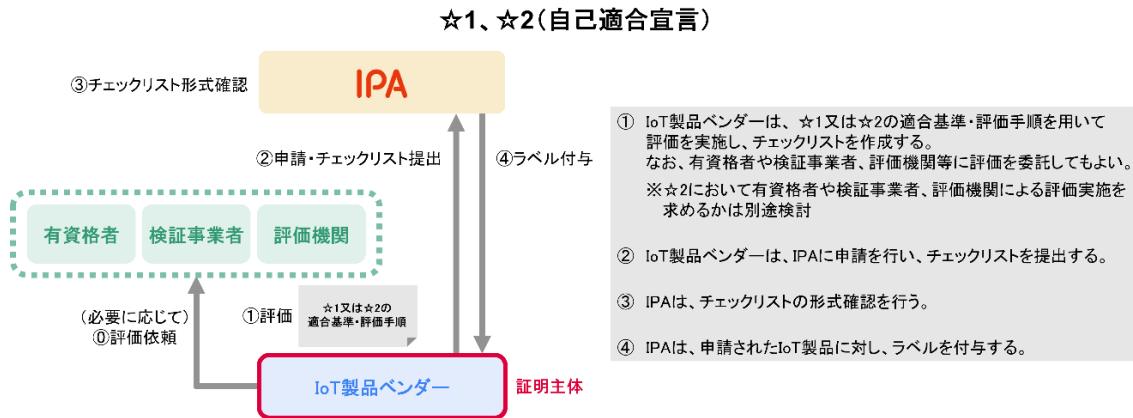 ☆1、☆2(自己適合宣言)
③チェックリスト形式確認
IPA
②申請・チェックリスト提出
④ラベル付与
有資格者
検証事業者
評価機関
(必要に応じて)
⓪評価依頼
①評価
☆1又は☆2の
適合基準・評価手順
IoT製品ベンダー
証明主体
① IoT製品ベンダーは、☆1又は☆2の適合基準・評価手順を用いて
評価を実施し、チェックリストを作成する。
なお、有資格者や検証事業者、評価機関等に評価を委託してもよい。
※☆2において有資格者や検証事業者、評価機関による評価実施を
求めるかは別途検討
② IoT製品ベンダーは、IPAに申請を行い、チェックリストを提出する。
③ IPAは、チェックリストの形式確認を行う。
④ IPAは、申請されたIoT製品に対し、ラベルを付与する。